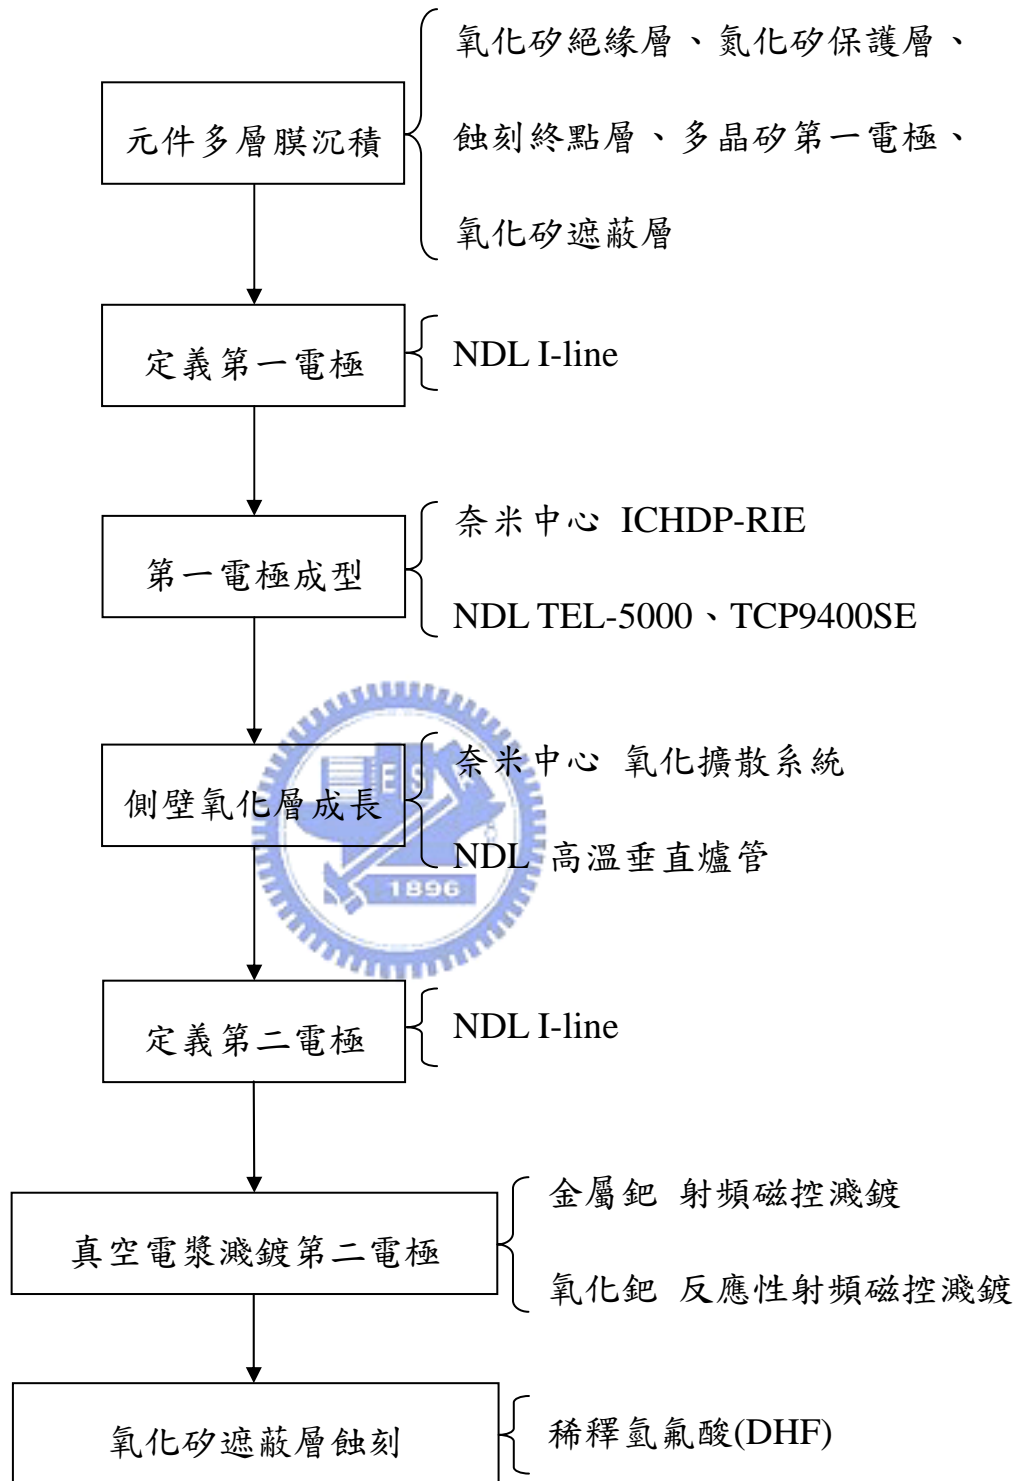 氧化矽絕緣層、氮化矽保護層、
元件多層膜沉積
蝕刻終點層、多晶矽第一電極、
氧化矽遮蔽層
定義第一電極
NDL I-line
第一電極成型
奈米中心 ICHDP-RIE
NDL TEL-5000、TCP9400SE
側壁氧化層成長
奈米中心 氧化擴散系統
NDL 高溫垂直爐管
E S
1896
定義第二電極
NDL I-line
真空電漿濺鍍第二電極
金屬鈀 射頻磁控濺鍍
氧化鈀 反應性射頻磁控濺鍍
氧化矽遮蔽層蝕刻
稀釋氫氟酸(DHF)